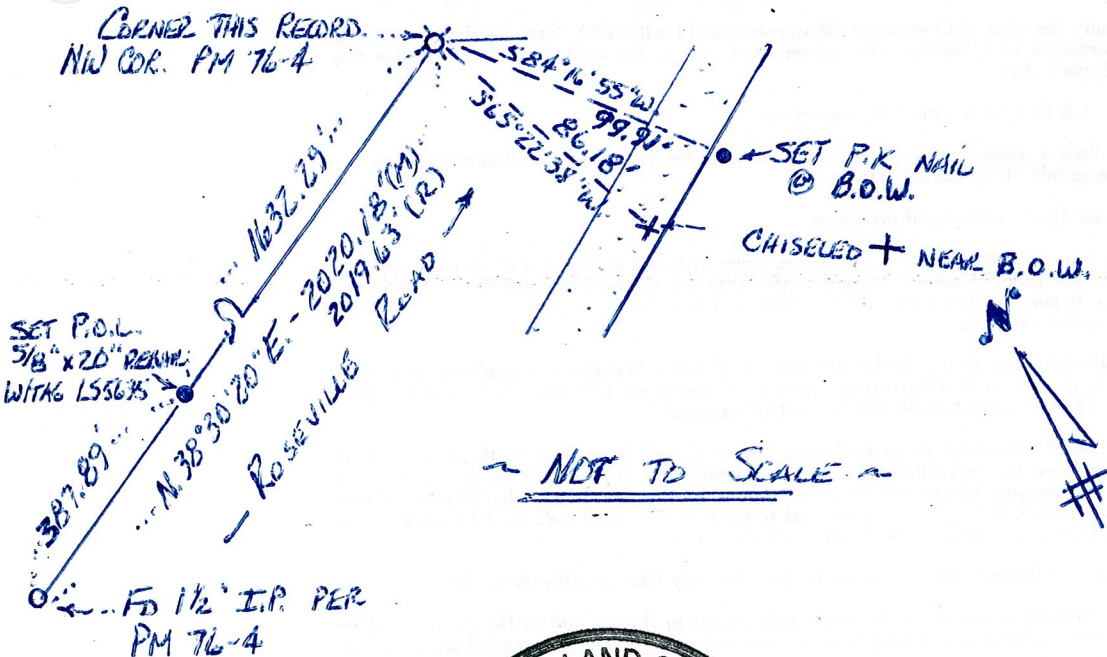 CORNER THIS RECORD...
NW COR. PM 76-4
S84°16'55"W.
99.91'
S65°22'38"W.
86.18'
SET P.K. NAIL
@ B.O.W.
CHISELED + NEAR B.O.W.
N
...1632.29'...
...N.38°30'20"E. - 2020.18'(M)..
2019.63'(R)
ROSEVILLE ROAD
SET P.O.L.
5/8" x 20" REBAR
W/TAG LS5675
387.89'...
~ NOT TO SCALE ~
FD 1½" I.P. PER
PM 76-4
LAND